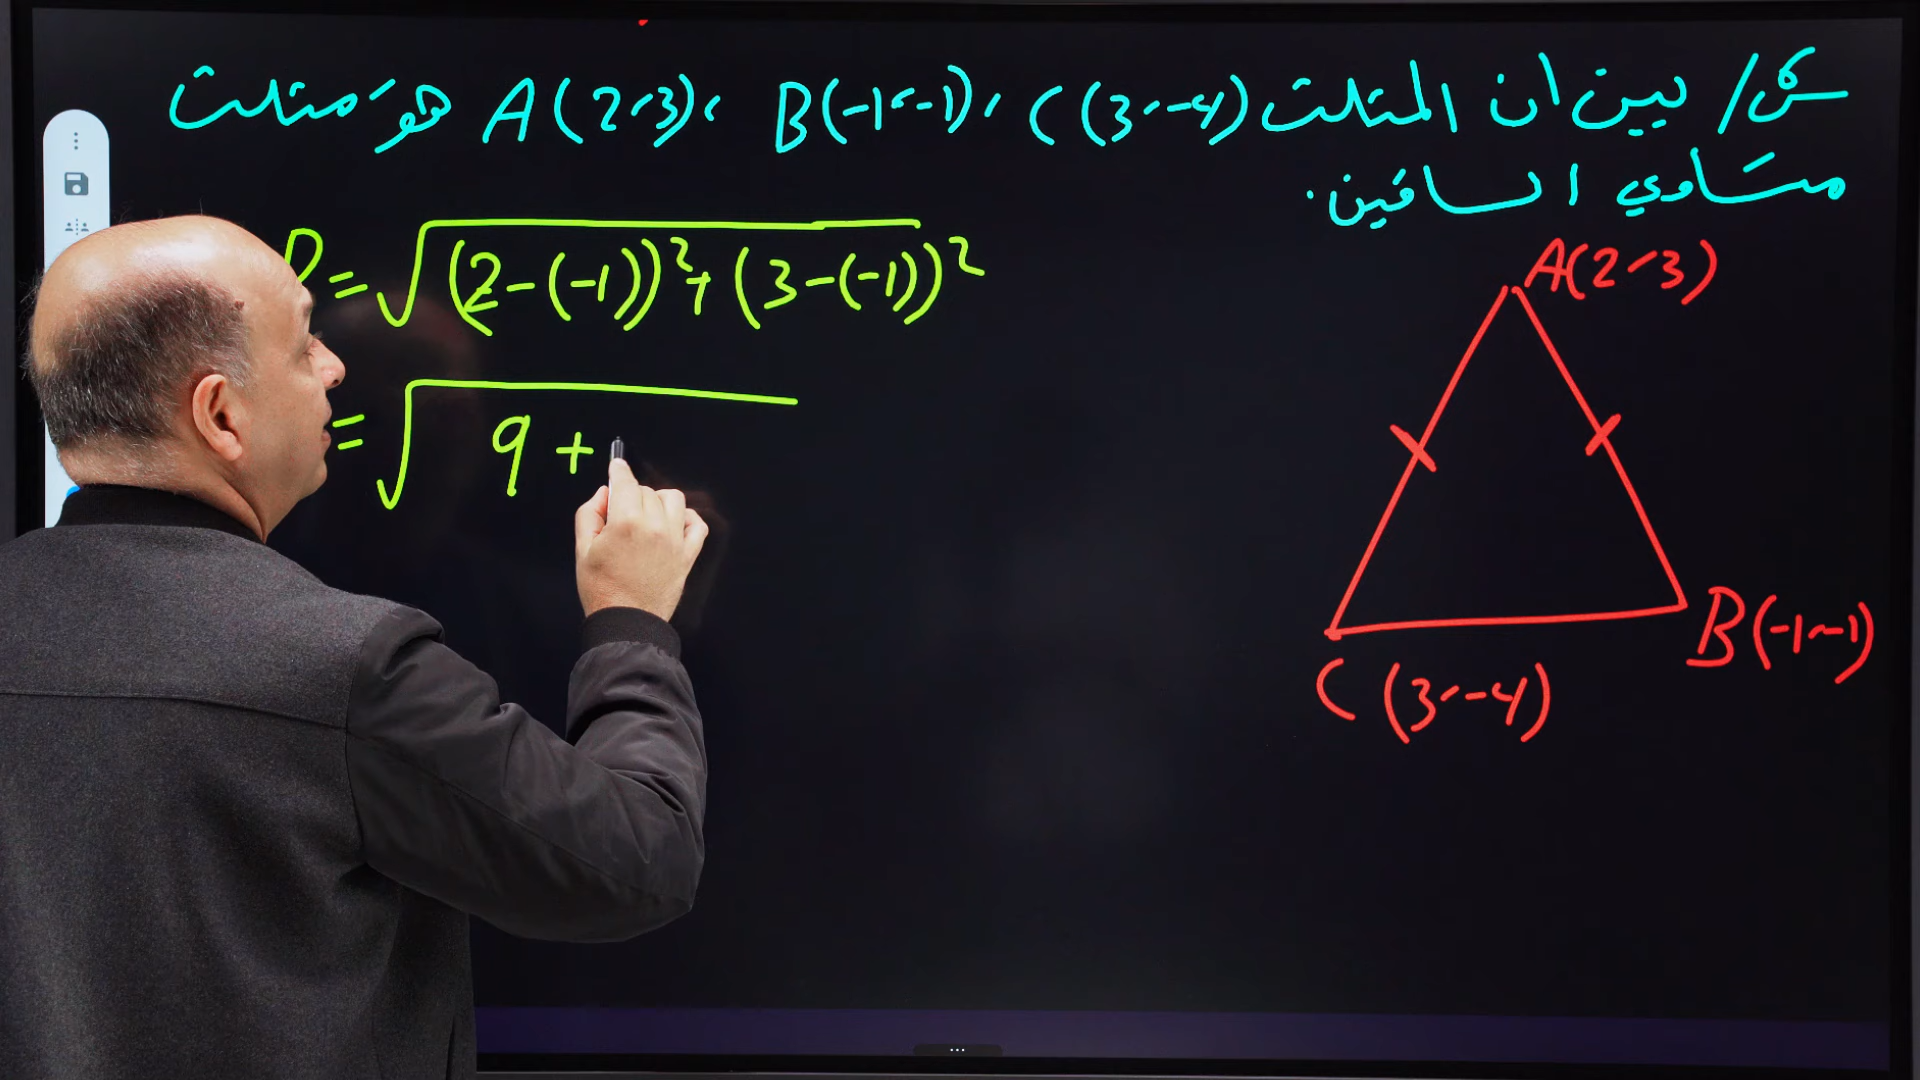 س/ بين ان المثلث A(2،3)، B(-1،-1)، C(3،-4) هو مثلث
متساوي الساقين.
D = √(2-(-1))² + (3-(-1))²
= √9 +
A(2،3)
B(-1،-1)
C(3،-4)